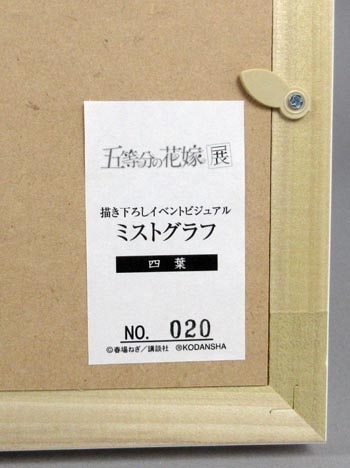 五等分の花嫁展
描き下ろしイベントビジュアル
ミストグラフ
四葉
NO. 020
©春場ねぎ／講談社 ⓇKODANSHA